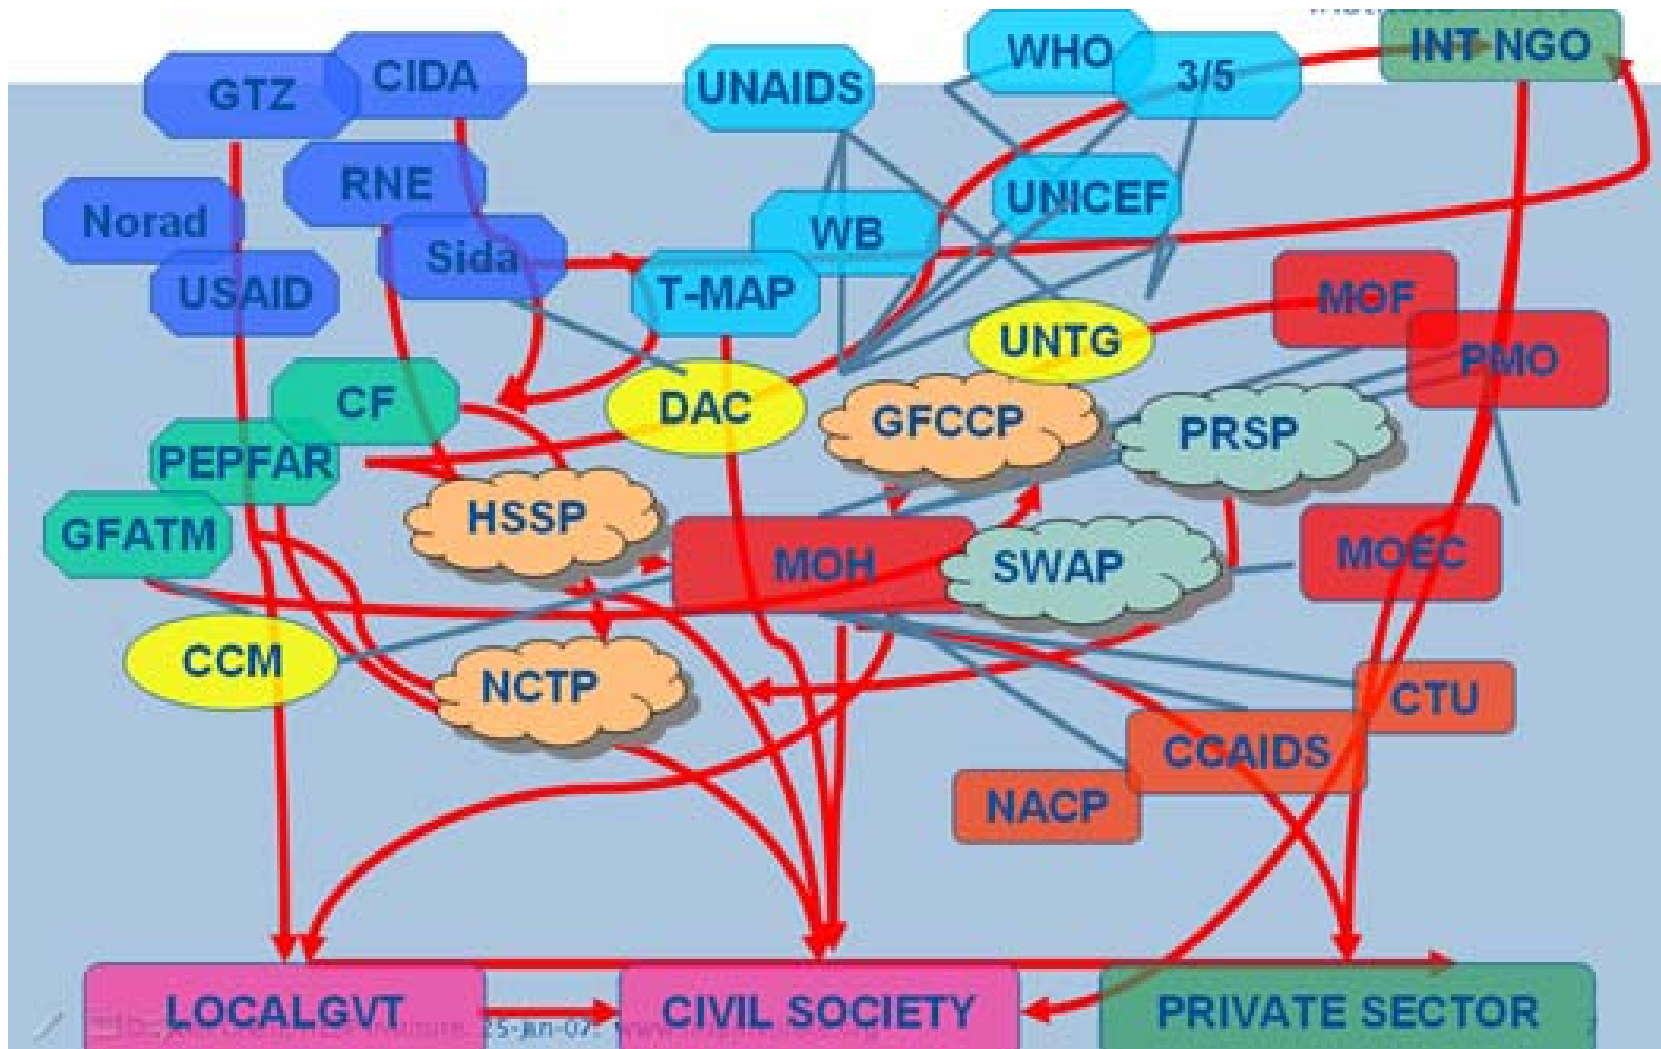 WHO
INT NGO
GTZ
CIDA
UNAIDS
3/5
RNE
UNICEF
Norad
WB
Sida
USAID
T-MAP
MOF
UNTG
PMO
CF
DAC
GFCCP
PRSP
PEPFAR
HSSP
GFATM
MOH
SWAP
MOEC
CCM
NCTP
CTU
CCAIDS
NACP
LOCALGVT
CIVIL SOCIETY
PRIVATE SECTOR